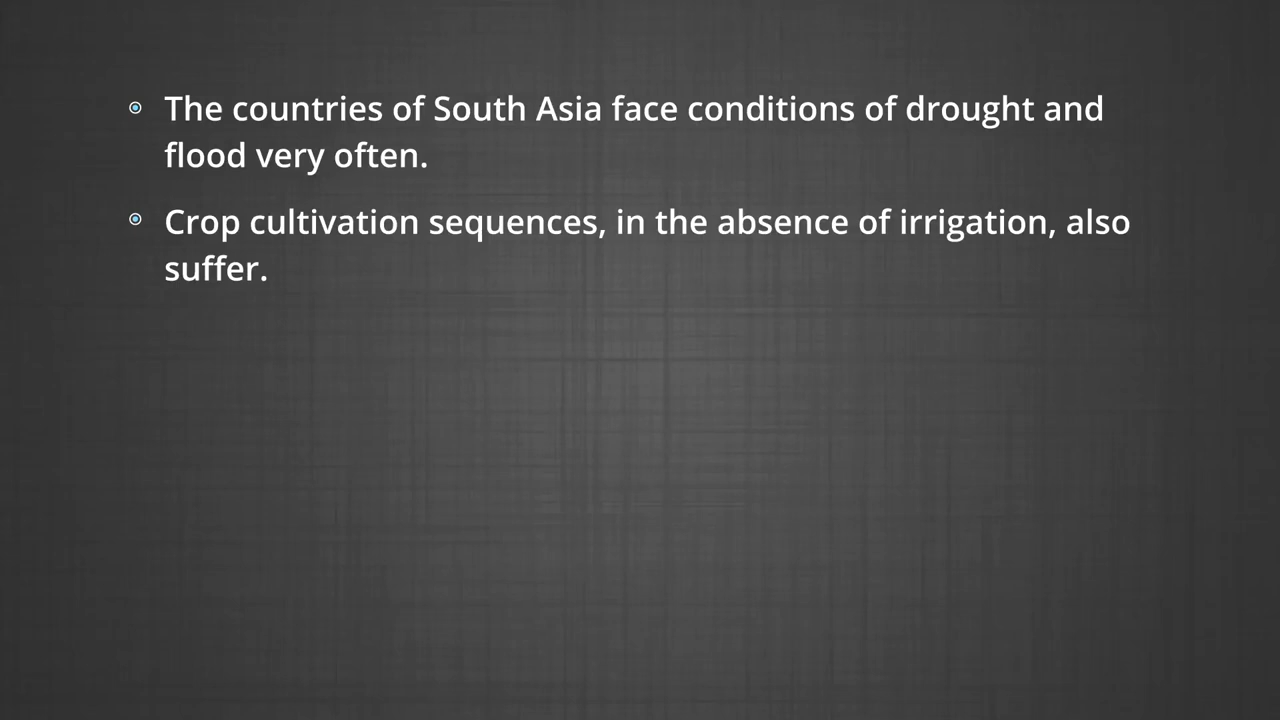 The countries of South Asia face conditions of drought and
flood very often.
Crop cultivation sequences, in the absence of irrigation, also
suffer.